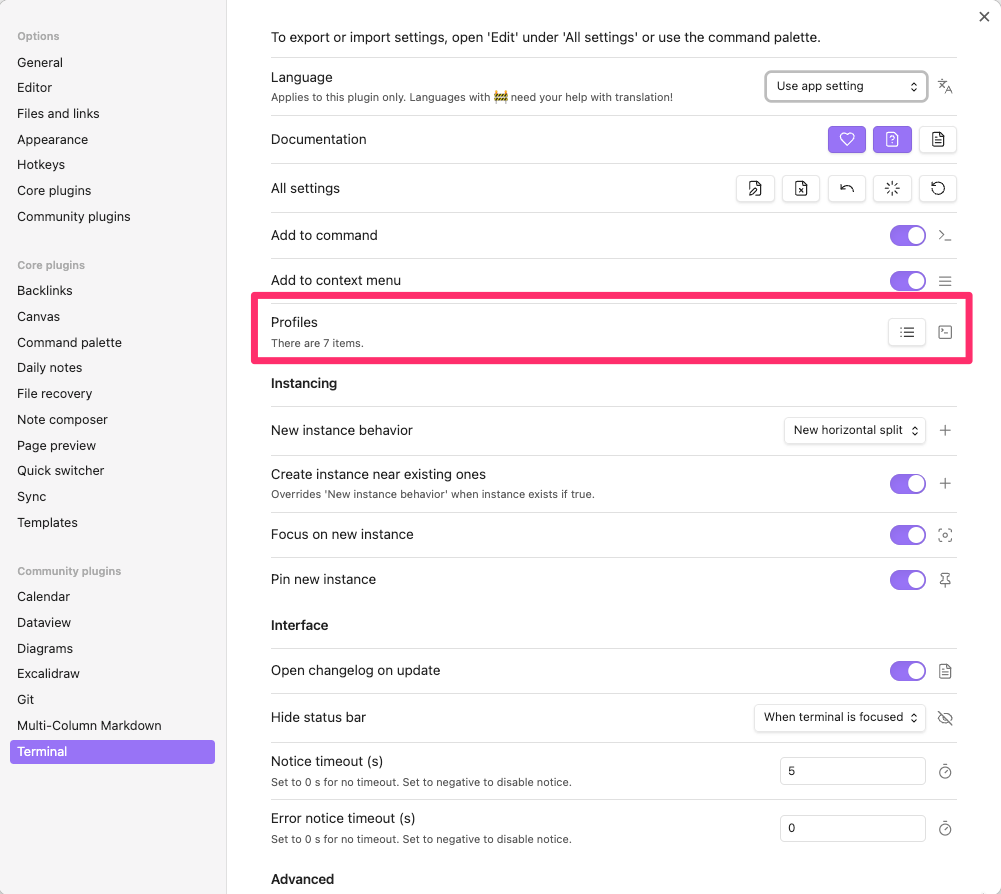 Options
General
Editor
Files and links
Appearance
Hotkeys
Core plugins
Community plugins
Core plugins
Backlinks
Canvas
Command palette
Daily notes
File recovery
Note composer
Page preview
Quick switcher
Sync
Templates
Community plugins
Calendar
Dataview
Diagrams
Excalidraw
Git
Multi-Column Markdown
Terminal
To export or import settings, open 'Edit' under 'All settings' or use the command palette.
Language
Applies to this plugin only. Languages with 🚧 need your help with translation!
Use app setting
Documentation
All settings
Add to command
Add to context menu
Profiles
There are 7 items.
Instancing
New instance behavior
New horizontal split
Create instance near existing ones
Overrides 'New instance behavior' when instance exists if true.
Focus on new instance
Pin new instance
Interface
Open changelog on update
Hide status bar
When terminal is focused
Notice timeout (s)
Set to 0 s for no timeout. Set to negative to disable notice.
5
Error notice timeout (s)
Set to 0 s for no timeout. Set to negative to disable notice.
0
Advanced